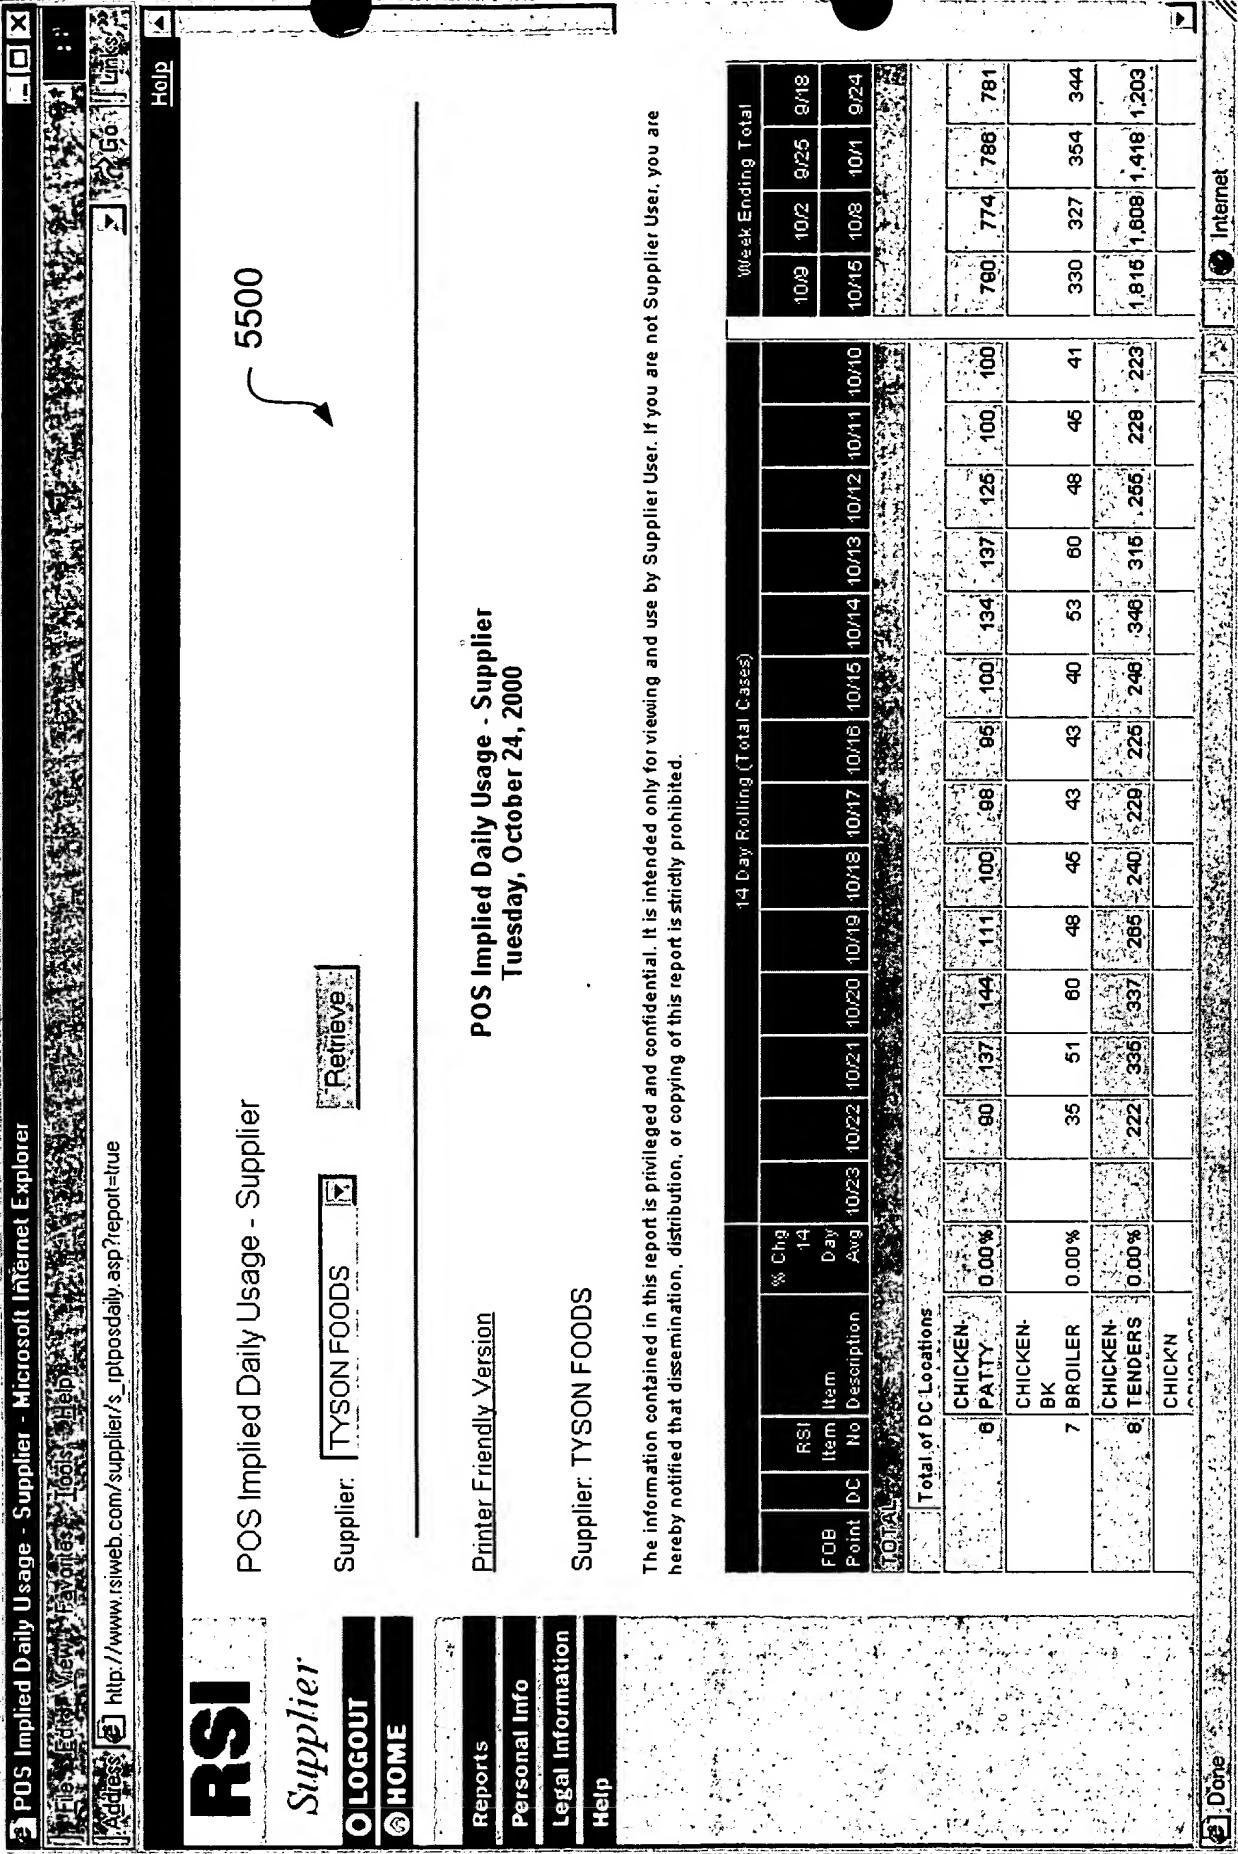 POS Implied Daily Usage - Supplier - Microsoft Internet Explorer
File Edit View Favorites Tools Help
Address http://www.rsiweb.com/supplier/s_rptposdaily.asp?report=true Go Links »
Help
RSI
Supplier
LOGOUT
HOME
Reports
Personal Info
Legal Information
Help
POS Implied Daily Usage - Supplier
5500
Supplier: TYSON FOODS Retrieve
Printer Friendly Version
POS Implied Daily Usage - Supplier
Tuesday, October 24, 2000
Supplier: TYSON FOODS
The information contained in this report is privileged and confidential. It is intended only for viewing and use by Supplier User. If you are not Supplier User, you are
hereby notified that dissemination, distribution, or copying of this report is strictly prohibited.
14 Day Rolling (Total Cases) Week Ending Total
% Chg
RSI 14 10/9 10/2 9/25 9/18
FOB Item Item Day
Point DC No Description Avg 10/23 10/22 10/21 10/20 10/19 10/18 10/17 10/16 10/15 10/14 10/13 10/12 10/11 10/10 10/15 10/8 10/1 9/24
TOTAL
Total of DC Locations
CHICKEN-
6 PATTY 0.00% 90 137 144 111 100 98 95 100 134 137 125 100 100 790 774 786 781
CHICKEN-
BK
7 BROILER 0.00% 35 51 60 48 45 43 43 40 53 60 48 45 41 330 327 354 344
CHICKEN-
8 TENDERS 0.00% 222 335 337 265 240 229 225 246 346 315 255 228 223 1,815 1,608 1,418 1,203
CHICK'N
Done Internet